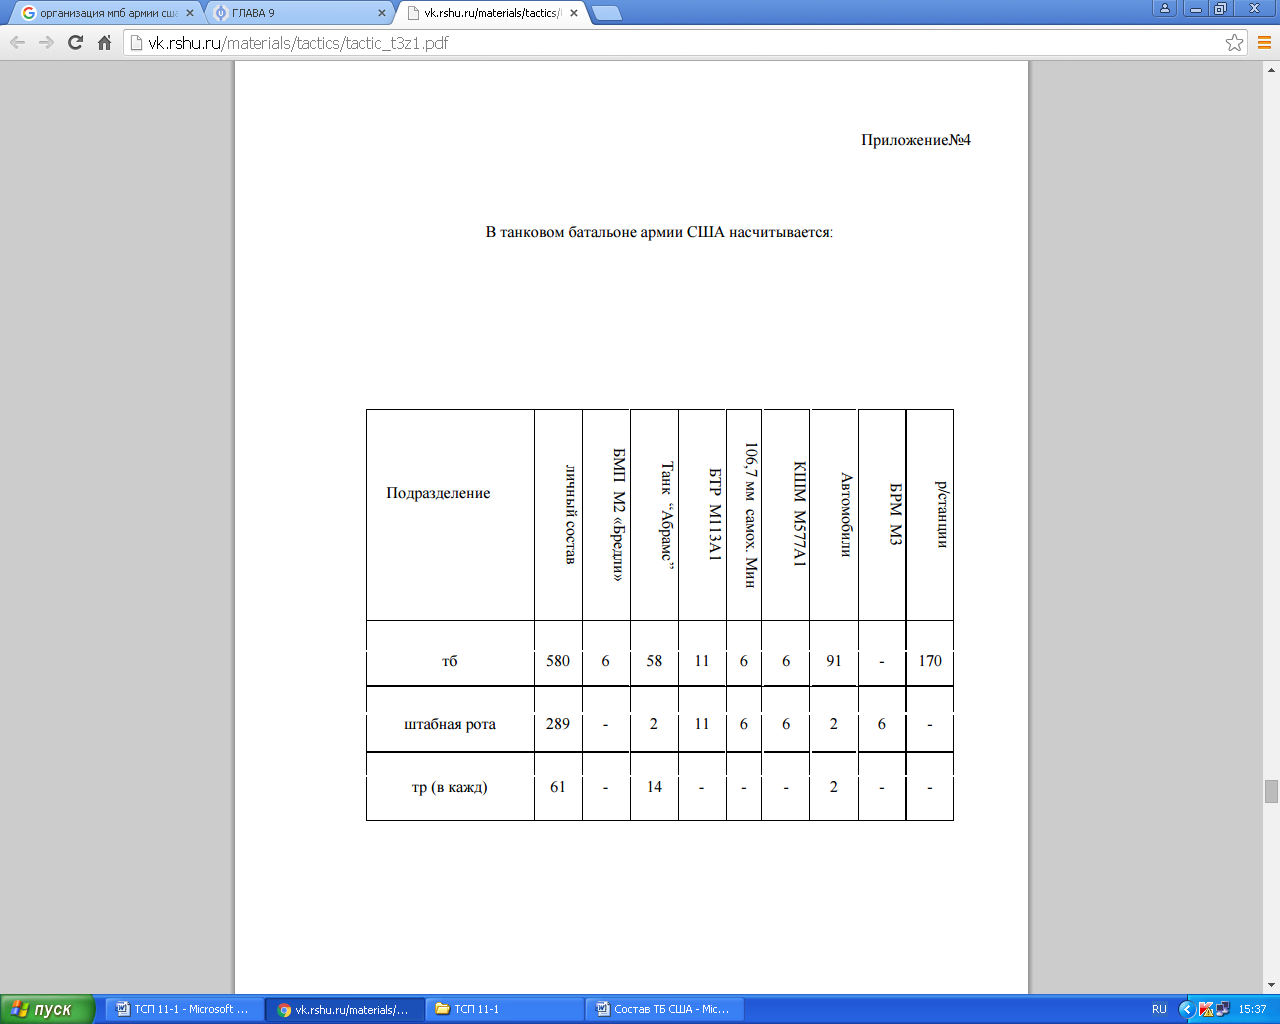 организация мпб армии сша
ГЛАВА 9
vk.rshu.ru/materials/tactics/
vk.rshu.ru/materials/tactics/tactic_t3z1.pdf
Приложение№4
В танковом батальоне армии США насчитывается:
Подразделение
личный состав
БМП М2 «Бредли»
Танк “Абрамс”
БТР М113А1
106,7 мм самох. Мин
КШМ М577А1
Автомобили
БРМ М3
р/станции
тб 580 6 58 11 6 6 91 - 170
штабная рота 289 - 2 11 6 6 2 6 -
тр (в кажд) 61 - 14 - - - 2 - -
пуск
ТСП 11-1 - Microsoft ...
vk.rshu.ru/materials/...
ТСП 11-1
Состав ТБ США - Mic...
RU
15:37